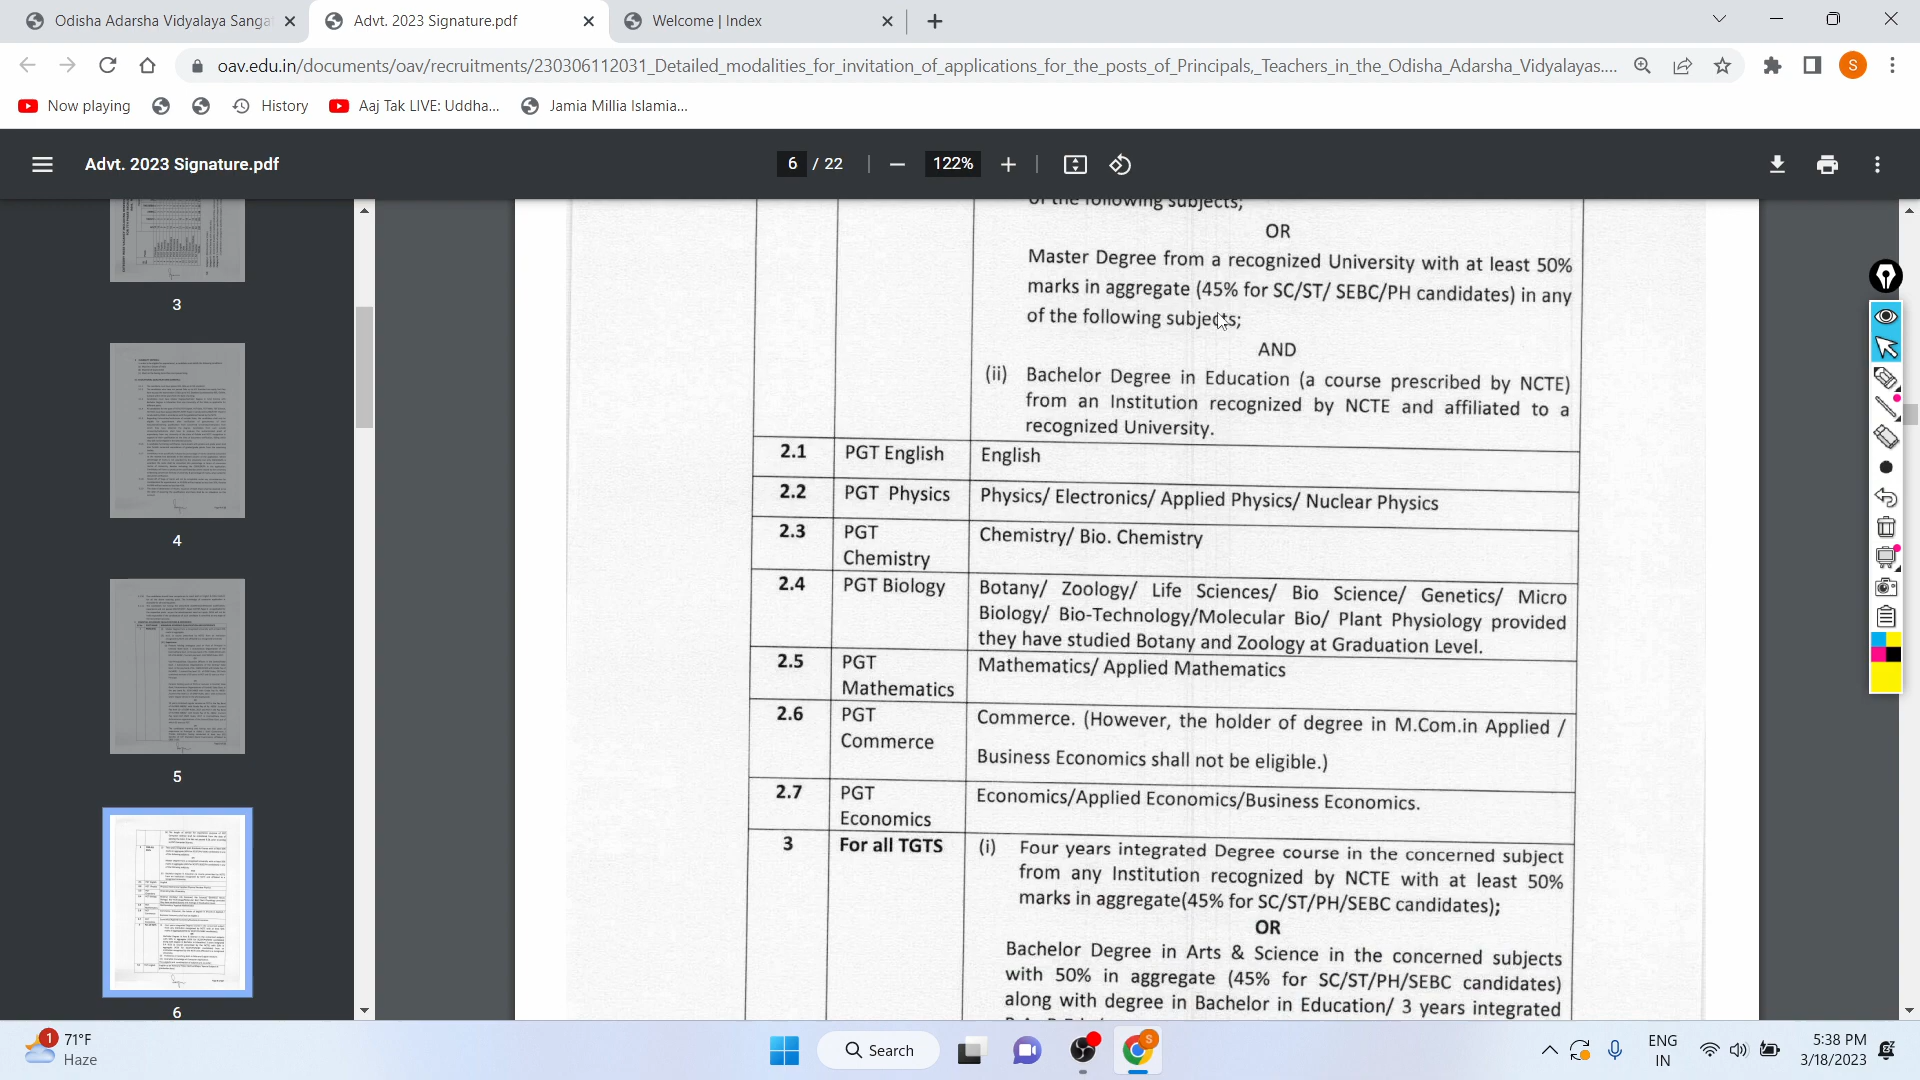 Odisha Adarsha Vidyalaya Sanga
Advt. 2023 Signature.pdf
Welcome | Index
oav.edu.in/documents/oav/recruitments/230306112031_Detailed_modalities_for_invitation_of_applications_for_the_posts_of_Principals,_Teachers_in_the_Odisha_Adarsha_Vidyalayas....
S
Now playing
History
Aaj Tak LIVE: Uddha...
Jamia Millia Islamia...
Advt. 2023 Signature.pdf
6 / 22
122%
3
4
5
6
of the following subjects;
OR
Master Degree from a recognized University with at least 50%
marks in aggregate (45% for SC/ST/ SEBC/PH candidates) in any
of the following subjects;
AND
(ii) Bachelor Degree in Education (a course prescribed by NCTE)
from an Institution recognized by NCTE and affiliated to a
recognized University.
2.1 PGT English English
2.2 PGT Physics Physics/ Electronics/ Applied Physics/ Nuclear Physics
2.3 PGT Chemistry/ Bio. Chemistry
Chemistry
2.4 PGT Biology Botany/ Zoology/ Life Sciences/ Bio Science/ Genetics/ Micro
Biology/ Bio-Technology/Molecular Bio/ Plant Physiology provided
they have studied Botany and Zoology at Graduation Level.
2.5 PGT Mathematics/ Applied Mathematics
Mathematics
2.6 PGT Commerce. (However, the holder of degree in M.Com.in Applied /
Commerce
Business Economics shall not be eligible.)
2.7 PGT Economics/Applied Economics/Business Economics.
Economics
3 For all TGTS (i) Four years integrated Degree course in the concerned subject
from any Institution recognized by NCTE with at least 50%
marks in aggregate(45% for SC/ST/PH/SEBC candidates);
OR
Bachelor Degree in Arts & Science in the concerned subjects
with 50% in aggregate (45% for SC/ST/PH/SEBC candidates)
along with degree in Bachelor in Education/ 3 years integrated
1
71°F
Haze
Search
S
ENG
IN
5:38 PM
3/18/2023